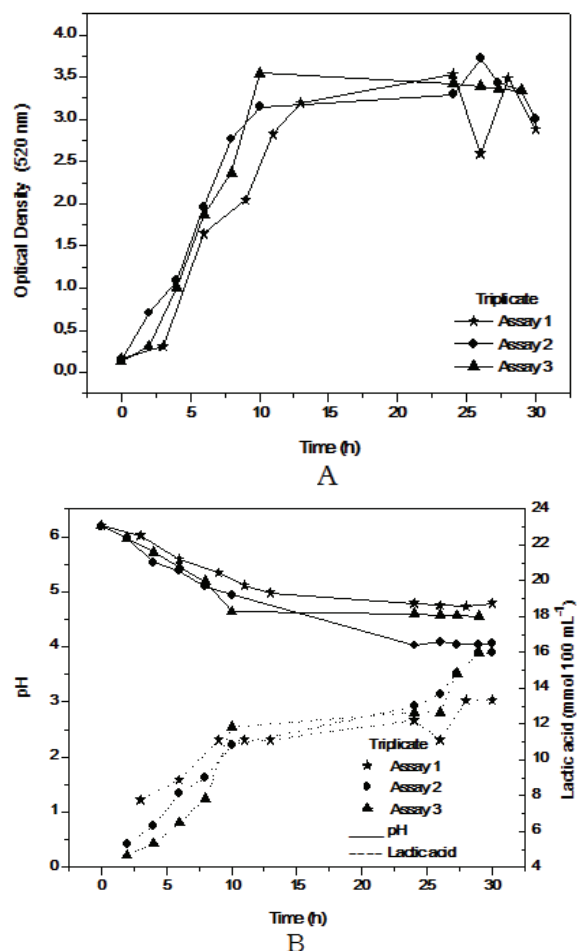 4.0
3.5
3.0
2.5
2.0
1.5
1.0
0.5
0.0
Optical Density (520 nm)
Triplicate
Assay 1
Assay 2
Assay 3
0 5 10 15 20 25 30
Time (h)
A
6
5
4
3
2
1
0
pH
24
22
20
18
16
14
12
10
8
6
4
Lactic acid (mmol 100 mL⁻¹)
Triplicate
Assay 1
Assay 2
Assay 3
pH
Lactic acid
0 5 10 15 20 25 30
Time (h)
B